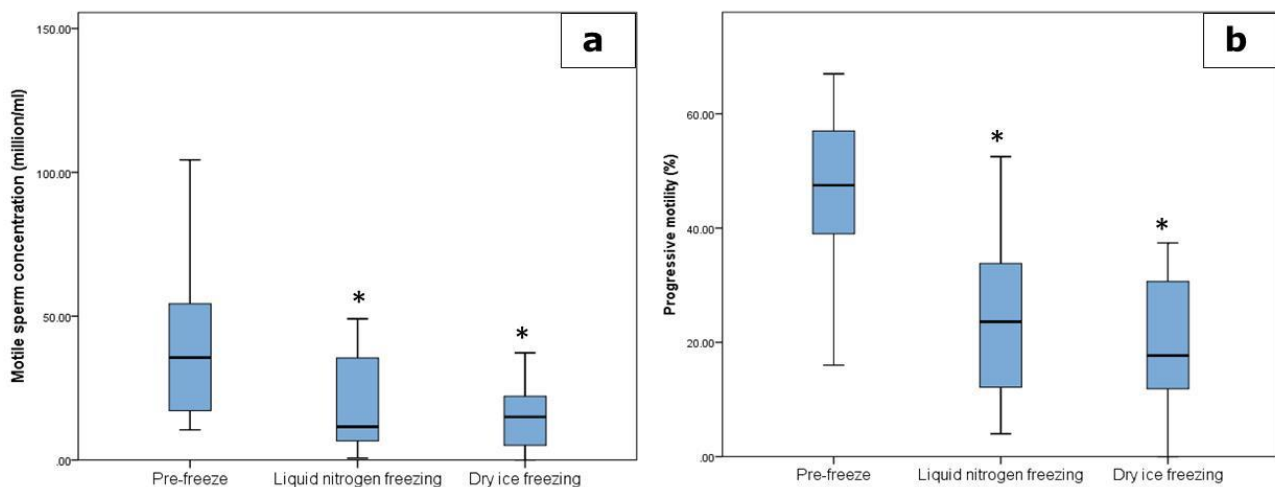 a
Motile sperm concentration (million/ml)
150.00
100.00
50.00
.00
*
*
Pre-freeze
Liquid nitrogen freezing
Dry ice freezing
b
Progressive motility (%)
60.00
40.00
20.00
.00
*
*
Pre-freeze
Liquid nitrogen freezing
Dry ice freezing